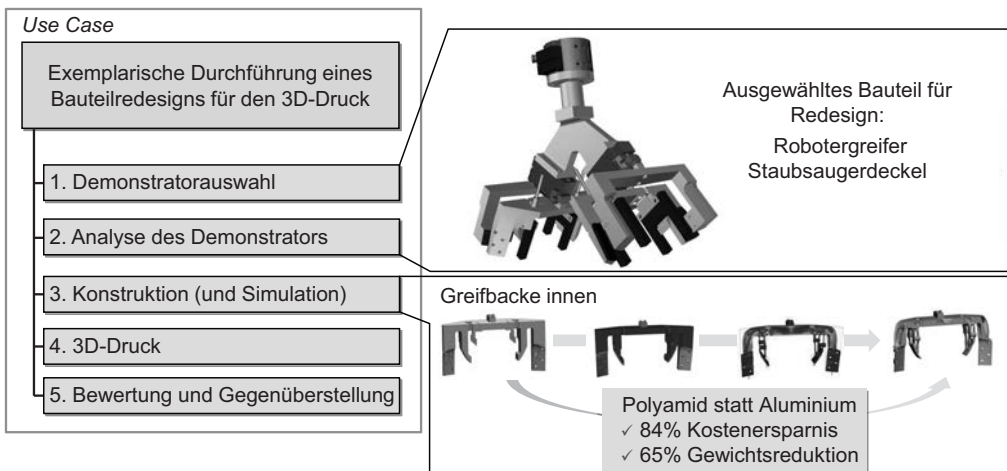 Use Case
Exemplarische Durchführung eines
Bauteilredesigns für den 3D-Druck
1. Demonstratorauswahl
2. Analyse des Demonstrators
3. Konstruktion (und Simulation)
4. 3D-Druck
5. Bewertung und Gegenüberstellung
Ausgewähltes Bauteil für
Redesign:
Robotergreifer
Staubsaugerdeckel
Greifbacke innen
Polyamid statt Aluminium
✓ 84% Kostenersparnis
✓ 65% Gewichtsreduktion